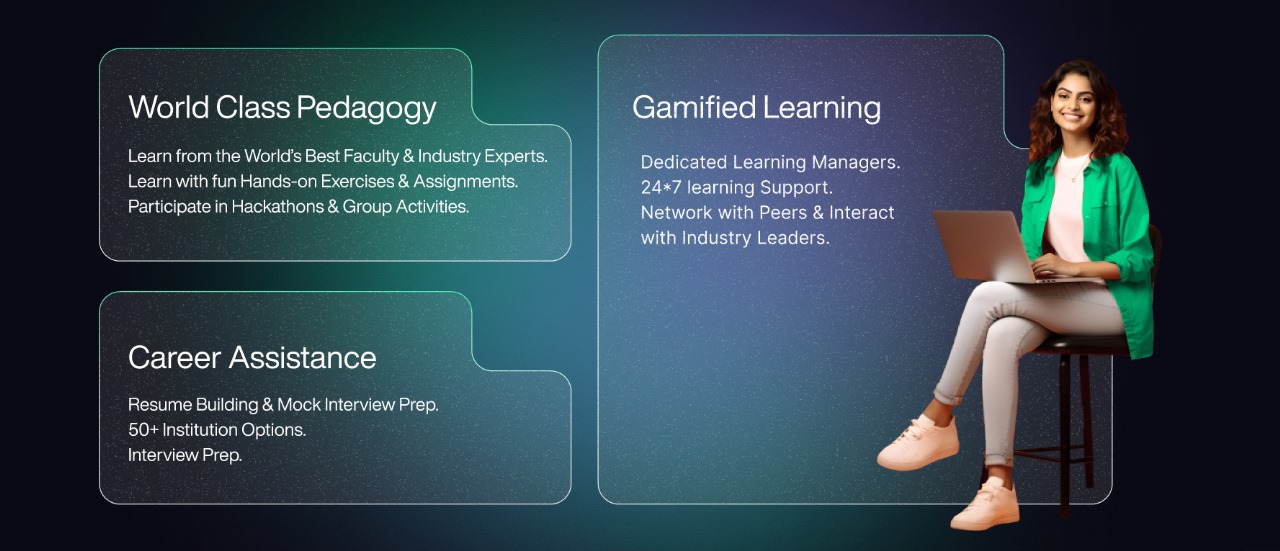 World Class Pedagogy
Learn from the World's Best Faculty & Industry Experts.
Learn with fun Hands-on Exercises & Assignments.
Participate in Hackathons & Group Activities.
Career Assistance
Resume Building & Mock Interview Prep.
50+ Institution Options.
Interview Prep.
Gamified Learning
Dedicated Learning Managers.
24*7 learning Support.
Network with Peers & Interact
with Industry Leaders.